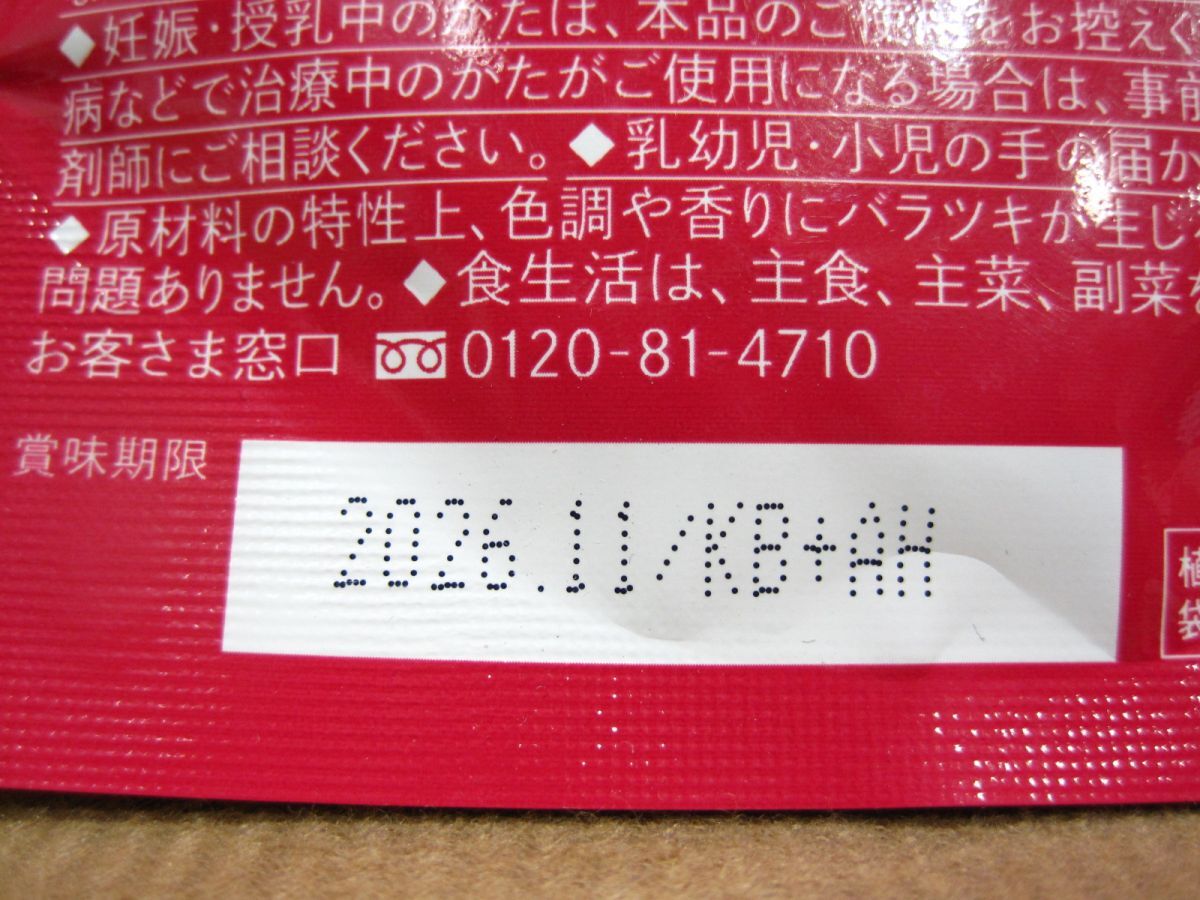 ◆妊娠・授乳中のかたは、本品のご使用をお控えく
病などで治療中のかたがご使用になる場合は、事前
剤師にご相談ください。◆乳幼児・小児の手の届か
◆原材料の特性上、色調や香りにバラツキが生じ
問題ありません。◆食生活は、主食、主菜、副菜
お客さま窓口 0120-81-4710
賞味期限
2026.11/KB+AH
袋